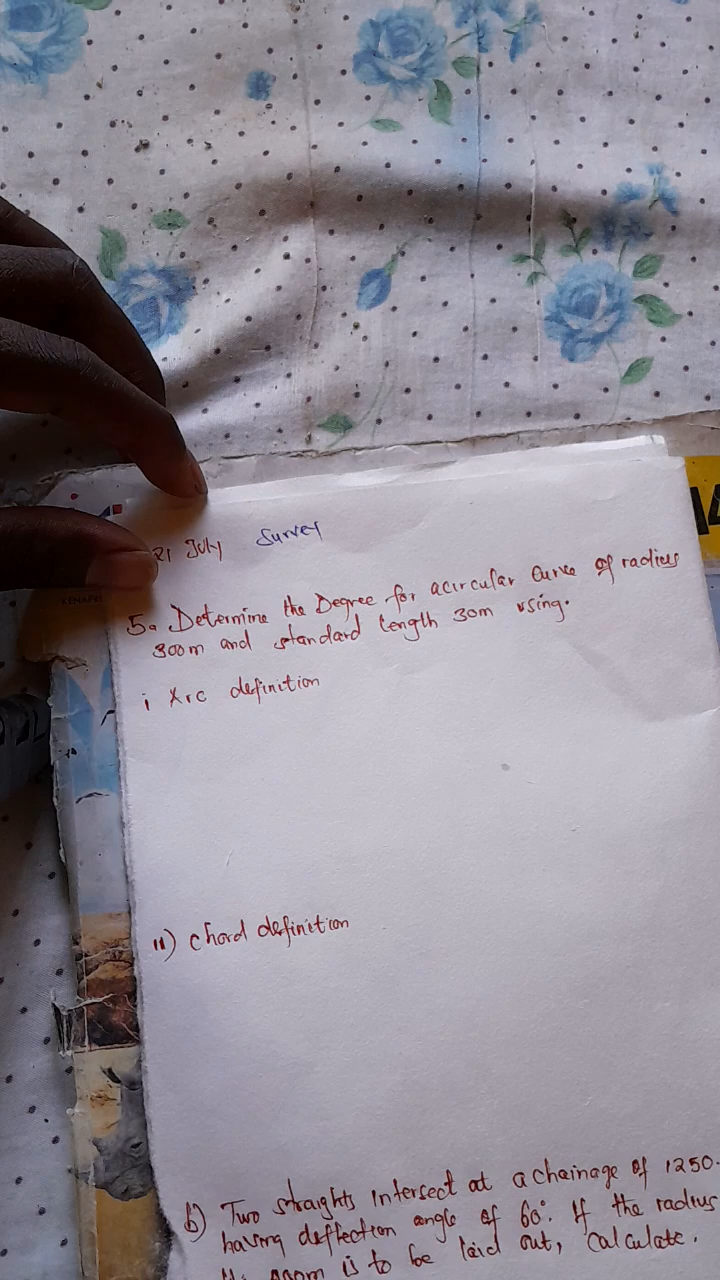 21 July Survey
5a Determine the Degree for a circular Curve of radius
300m and standard length 30m using.
i Arc definition
ii) chord definition
b) Two straights intersect at a chainage of 1250.
having deflection angle of 60°. If the radius
is to be laid out, calculate.